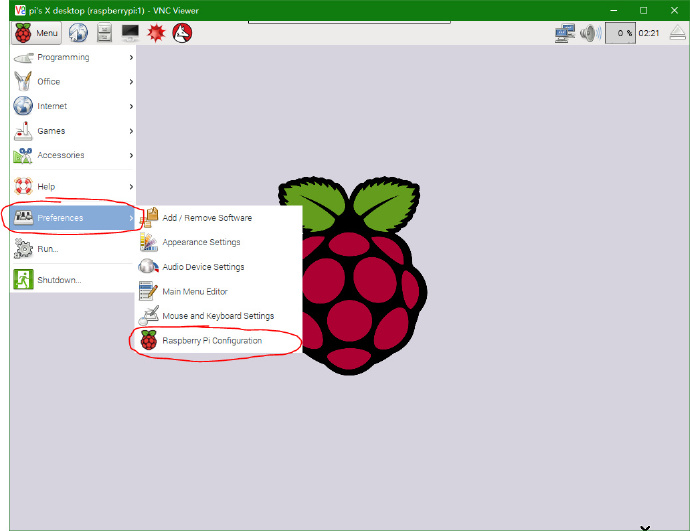 V2 pi's X desktop (raspberrypi:1) - VNC Viewer
Menu
0 % 02:21
Programming
Office
Internet
Games
Accessories
Help
Preferences
Run...
Shutdown...
Add / Remove Software
Appearance Settings
Audio Device Settings
Main Menu Editor
Mouse and Keyboard Settings
Raspberry Pi Configuration